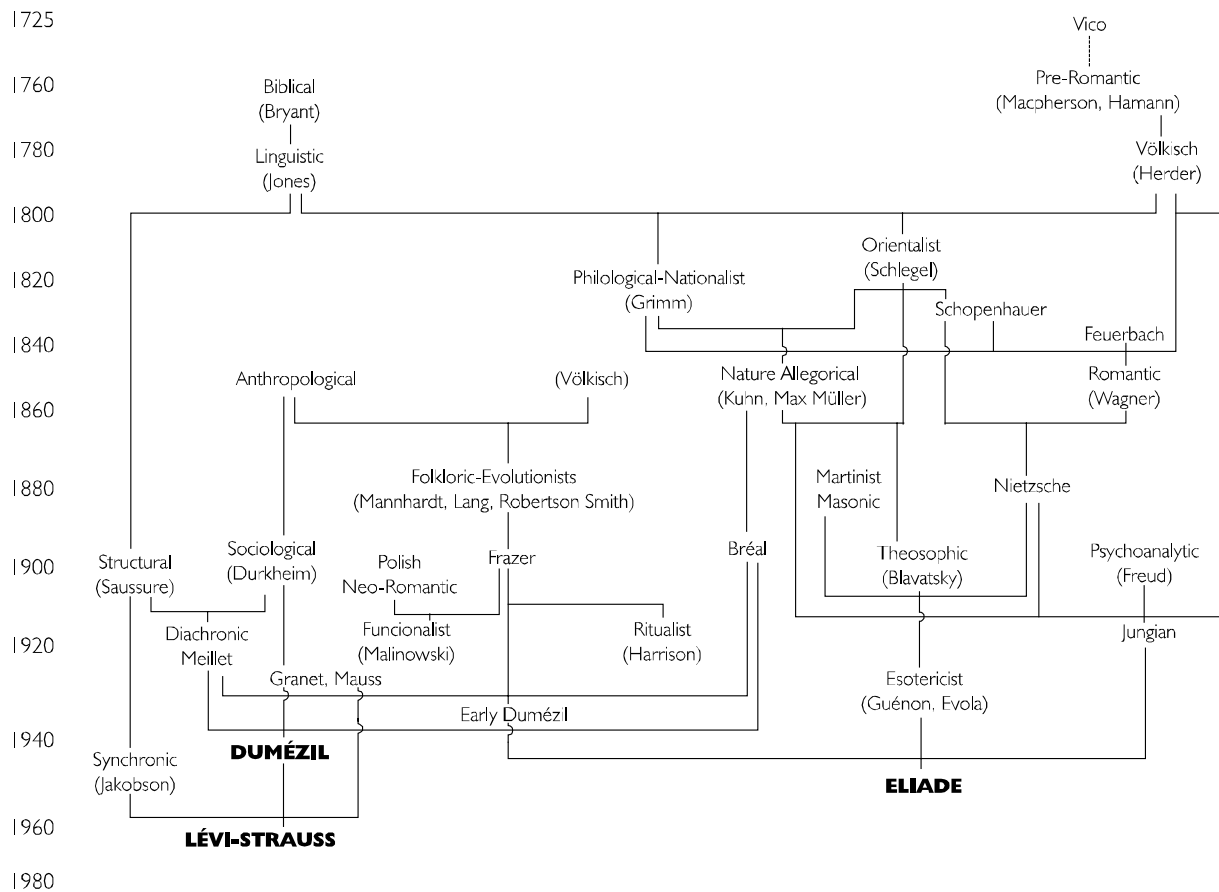 1725
Vico
1760
Biblical
(Bryant)
Pre-Romantic
(Macpherson, Hamann)
1780
Linguistic
(Jones)
Völkisch
(Herder)
1800
Orientalist
(Schlegel)
1820
Philological-Nationalist
(Grimm)
Schopenhauer
1840
Feuerbach
Anthropological
(Völkisch)
Nature Allegorical
(Kuhn, Max Müller)
Romantic
(Wagner)
1860
1880
Folkloric-Evolutionists
(Mannhardt, Lang, Robertson Smith)
Martinist
Masonic
Nietzsche
1900
Structural
(Saussure)
Sociological
(Durkheim)
Polish
Neo-Romantic
Frazer
Bréal
Theosophic
(Blavatsky)
Psychoanalytic
(Freud)
1920
Diachronic
Meillet
Funcionalist
(Malinowski)
Ritualist
(Harrison)
Jungian
Granet, Mauss
Esotericist
(Guénon, Evola)
Early Dumézil
1940
DUMÉZIL
Synchronic
(Jakobson)
ELIADE
1960
LÉVI-STRAUSS
1980